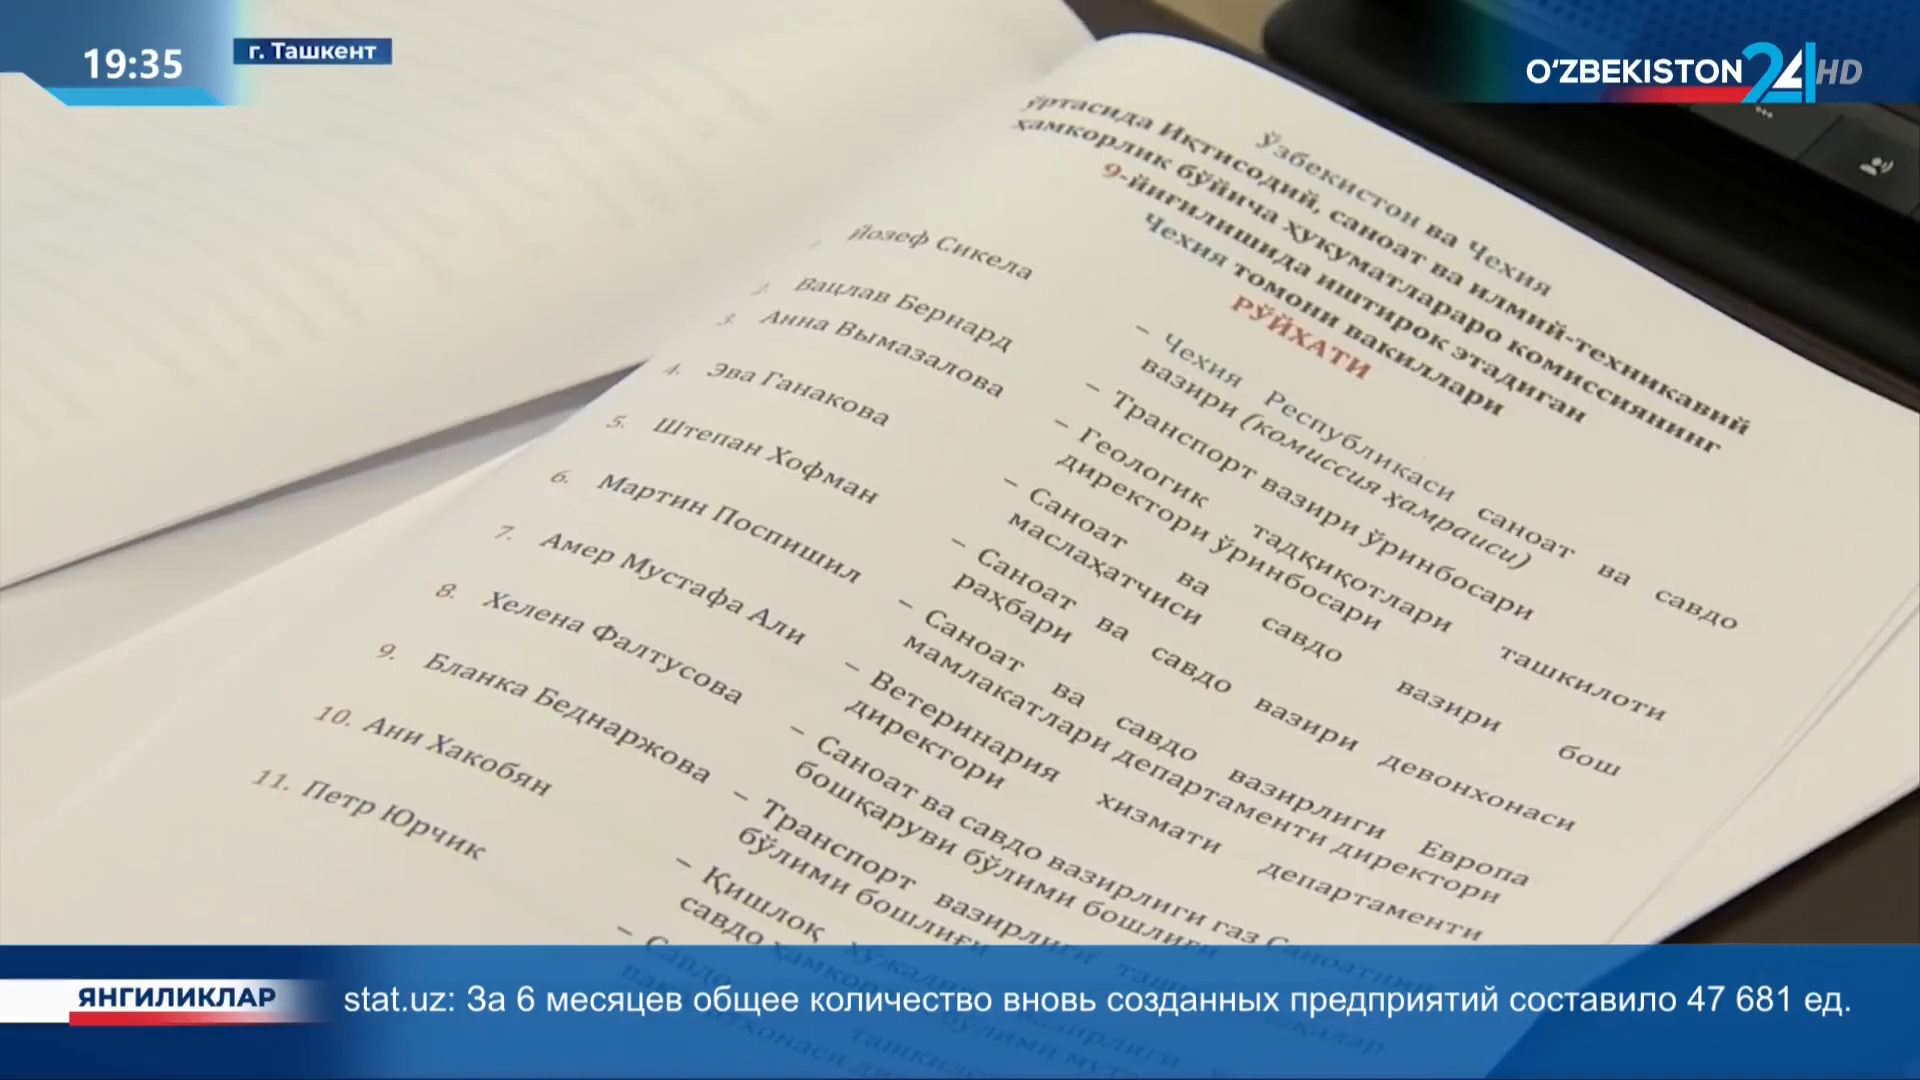 19:35
г. Ташкент
O‘ZBEKISTON 24 HD
Ўзбекистон ва Чехия
ўртасида Иқтисодий, саноат ва илмий-техникавий
ҳамкорлик бўйича ҳукуматлараро комиссиянинг
9-йиғилишида иштирок этадиган
Чехия томони вакиллари
РЎЙХАТИ
Йозеф Сикела
– Чехия Республикаси саноат ва савдо
вазири (комиссия ҳамраиси)
2. Вацлав Бернард
– Транспорт вазири ўринбосари
3. Анна Вымазалова
– Геологик тадқиқотлари ташкилоти
директори ўринбосари
4. Эва Ганакова
– Саноат ва савдо вазири бош
маслаҳатчиси
5. Штепан Хофман
– Саноат ва савдо вазири девонхонаси
раҳбари
6. Мартин Поспишил
– Саноат ва савдо вазирлиги Европа
мамлакатлари департаменти директори
7. Амер Мустафа Али
– Ветеринария хизмати департаменти
директори
8. Хелена Фалтусова
– Саноат ва савдо вазирлиги газ Саноатини
бошқаруви бўлими бошлиғи
9. Бланка Беднаржова
– Транспорт вазирлиги
бўлими бошлиғи
10. Ани Хакобян
– Қишлоқ
савдо
11. Петр Юрчик
ЯНГИЛИКЛАР
stat.uz: За 6 месяцев общее количество вновь созданных предприятий составило 47 681 ед.